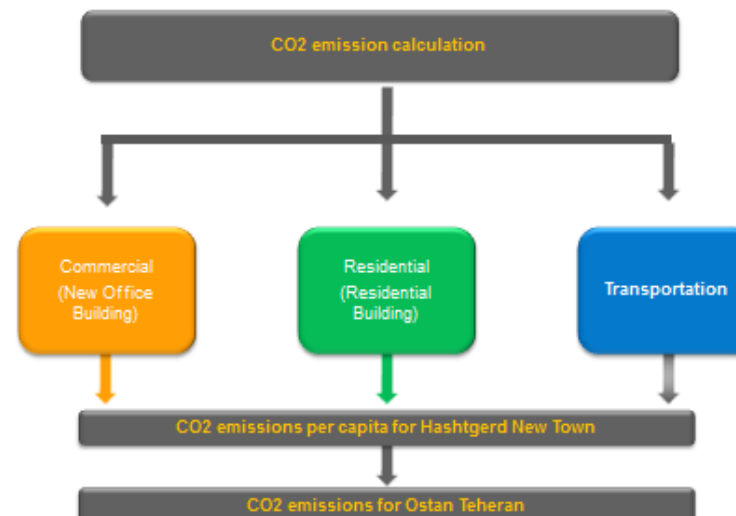 CO2 emission calculation
Commercial
(New Office
Building)
Residential
(Residential
Building)
Transportation
CO2 emissions per capita for Hashtgerd New Town
CO2 emissions for Ostan Teheran